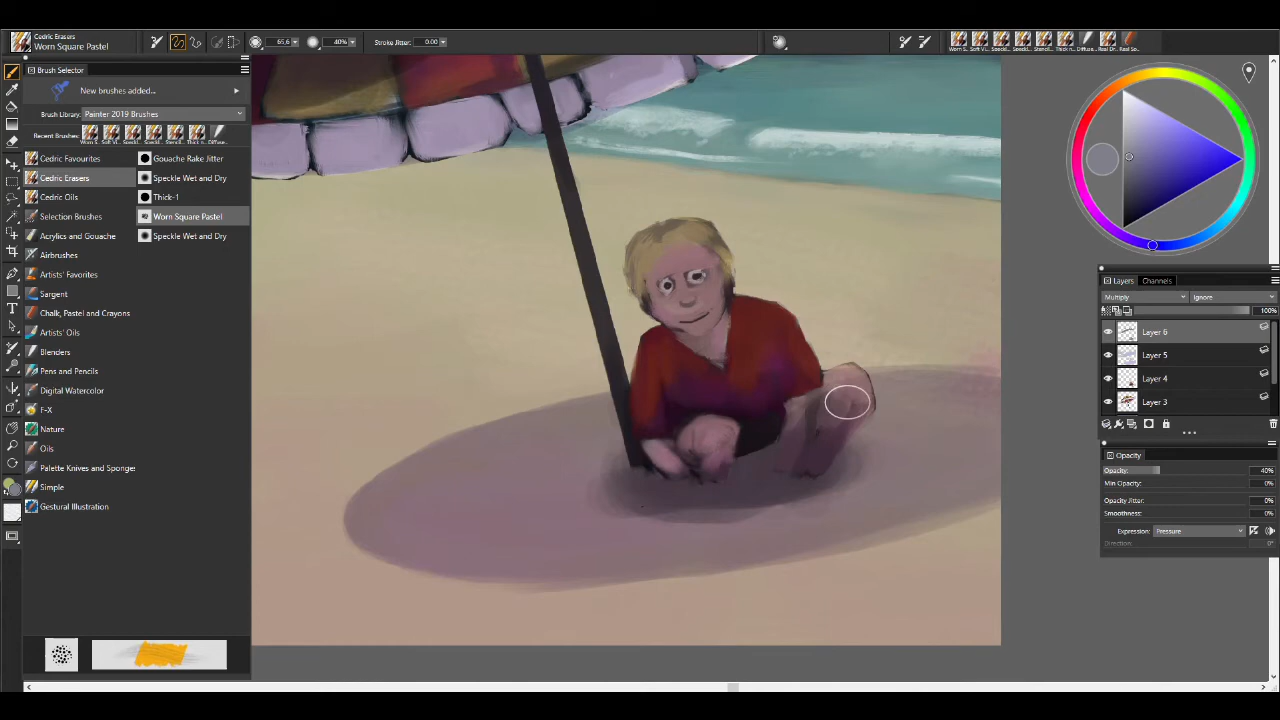 Cedric Erasers
Worn Square Pastel
65,6
40%
Stroke Jitter: 0.00
Brush Selector
New brushes added...
Brush Library: Painter 2019 Brushes
Recent Brushes:
Cedric Favourites
Gouache Rake Jitter
Cedric Erasers
Speckle Wet and Dry
Cedric Oils
Thick-1
Selection Brushes
Worn Square Pastel
Acrylics and Gouache
Speckle Wet and Dry
Airbrushes
Artists' Favorites
Sargent
Chalk, Pastel and Crayons
Artists' Oils
Blenders
Pens and Pencils
Digital Watercolor
F-X
Nature
Oils
Palette Knives and Sponge
Simple
Gestural Illustration
Layers
Channels
Multiply
Ignore
100%
Layer 6
Layer 5
Layer 4
Layer 3
Opacity
Opacity: 40%
Min Opacity: 0%
Opacity Jitter: 0%
Smoothness: 0%
Expression: Pressure
Direction: 0°